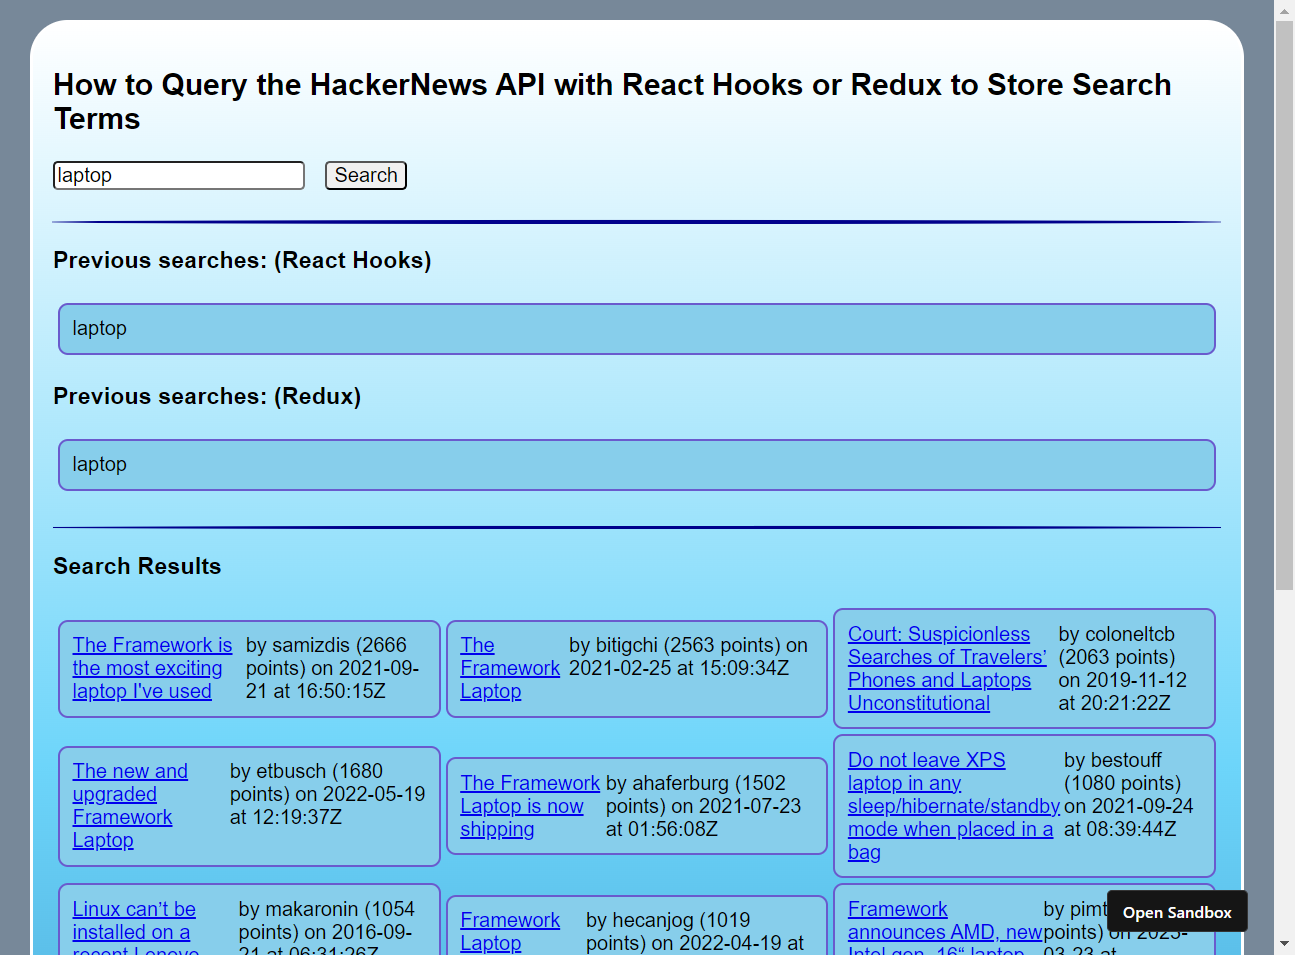 How to Query the HackerNews API with React Hooks or Redux to Store Search
Terms
laptop
Search
Previous searches: (React Hooks)
laptop
Previous searches: (Redux)
laptop
Search Results
The Framework is
the most exciting
laptop I've used
by samizdis (2666
points) on 2021-09-
21 at 16:50:15Z
The
Framework
Laptop
by bitigchi (2563 points) on
2021-02-25 at 15:09:34Z
Court: Suspicionless
Searches of Travelers’
Phones and Laptops
Unconstitutional
by coloneltcb
(2063 points)
on 2019-11-12
at 20:21:22Z
The new and
upgraded
Framework
Laptop
by etbusch (1680
points) on 2022-05-19
at 12:19:37Z
The Framework
Laptop is now
shipping
by ahaferburg (1502
points) on 2021-07-23
at 01:56:08Z
Do not leave XPS
laptop in any
sleep/hibernate/standby
mode when placed in a
bag
by bestouff
(1080 points)
on 2021-09-24
at 08:39:44Z
Linux can’t be
installed on a
recent Lenovo
by makaronin (1054
points) on 2016-09-
21 at 06:31:26Z
Framework
Laptop
by hecanjog (1019
points) on 2022-04-19 at
Framework
announces AMD, new
Intel gen, 16“ laptop
by
points) on 2023-
03-23 at
Open Sandbox